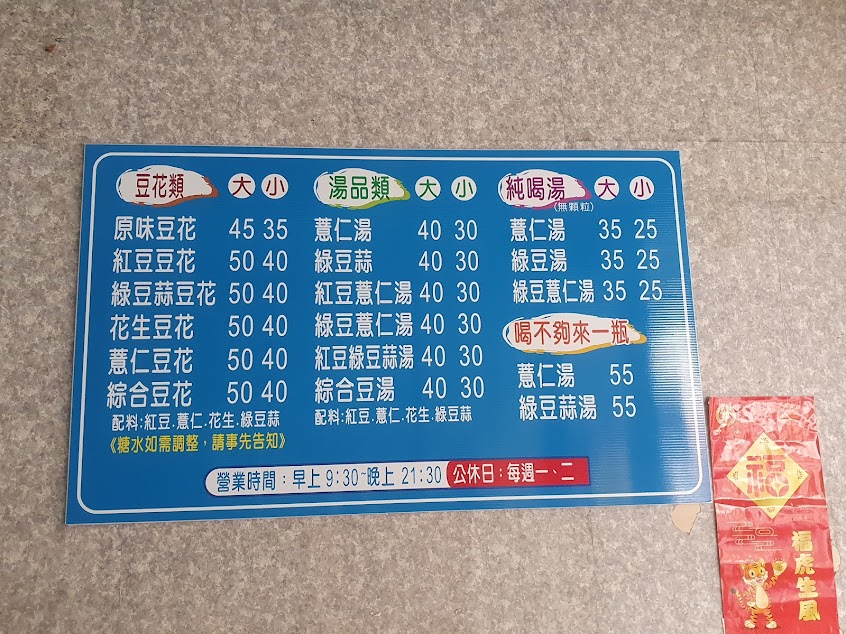 豆花類 大 小
原味豆花 45 35
紅豆豆花 50 40
綠豆蒜豆花 50 40
花生豆花 50 40
薏仁豆花 50 40
綜合豆花 50 40
配料:紅豆.薏仁.花生.綠豆蒜
《糖水如需調整,請事先告知》
湯品類 大 小
薏仁湯 40 30
綠豆蒜 40 30
紅豆薏仁湯 40 30
綠豆薏仁湯 40 30
紅豆綠豆蒜湯 40 30
綜合豆湯 40 30
配料:紅豆.薏仁.花生.綠豆蒜
純喝湯 大 小
(無顆粒)
薏仁湯 35 25
綠豆湯 35 25
綠豆薏仁湯 35 25
喝不夠來一瓶
薏仁湯 55
綠豆蒜湯 55
營業時間:早上 9:30~晚上 21:30 公休日:每週一、二
福
福虎生風